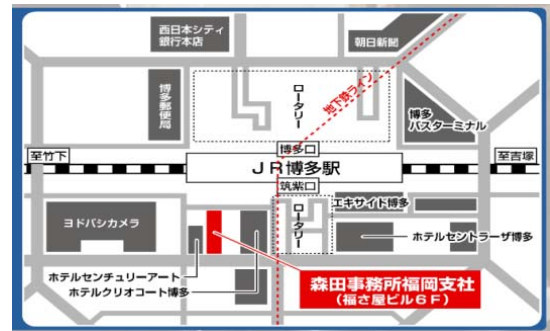 西日本シティ
銀行本店
朝日新聞
博多郵便局
ロータリー
地下鉄ライン
博多
バスターミナル
博多口
至竹下
JR博多駅
至吉塚
筑紫口
ロータリー
エキサイド博多
ヨドバシカメラ
ホテルセントラーザ博多
ホテルセンチュリーアート
ホテルクリオコート博多
森田事務所福岡支社
(福さ屋ビル6F)